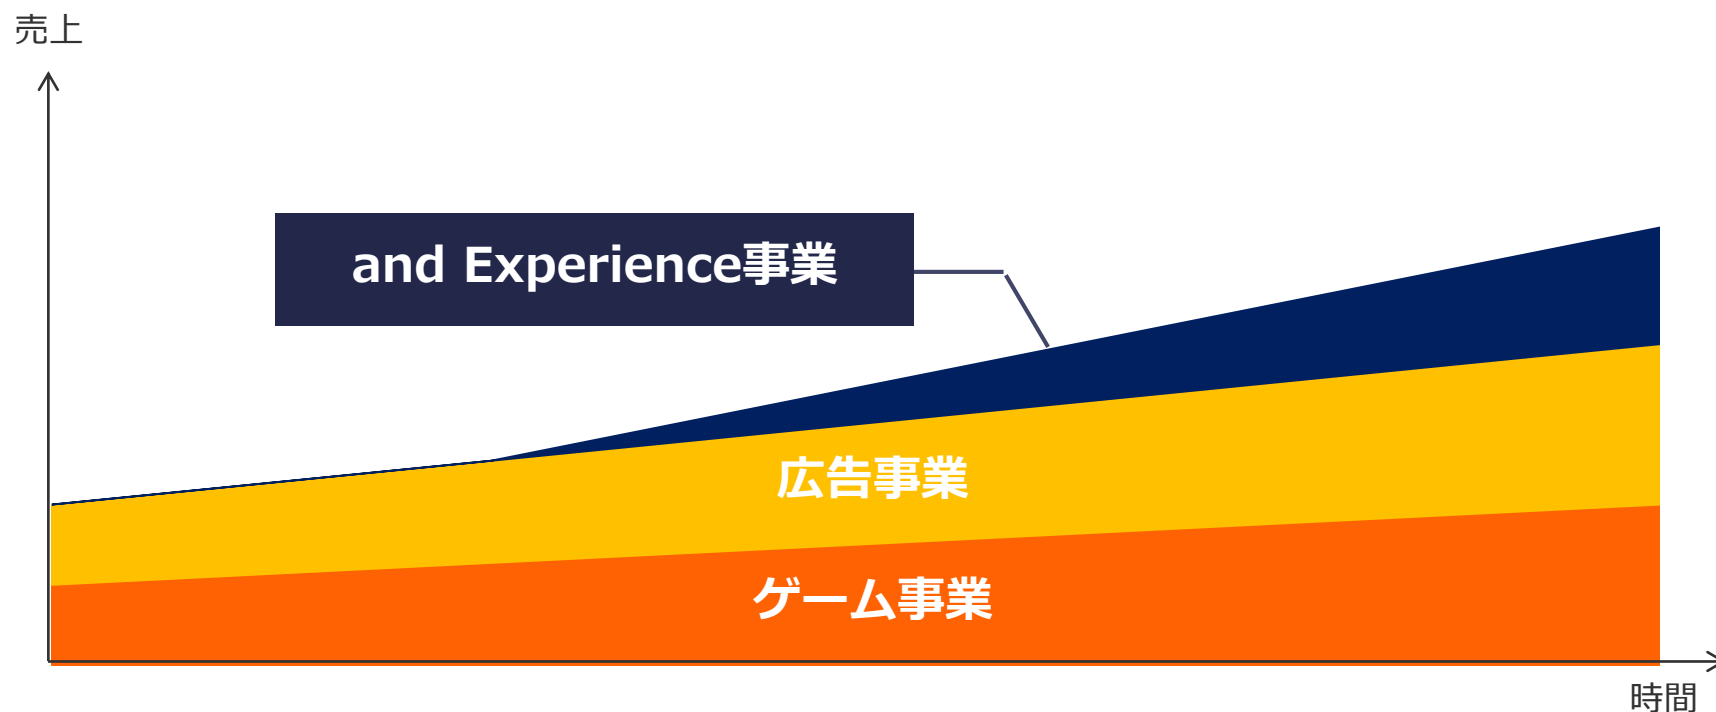 売上
and Experience事業
広告事業
ゲーム事業
時間